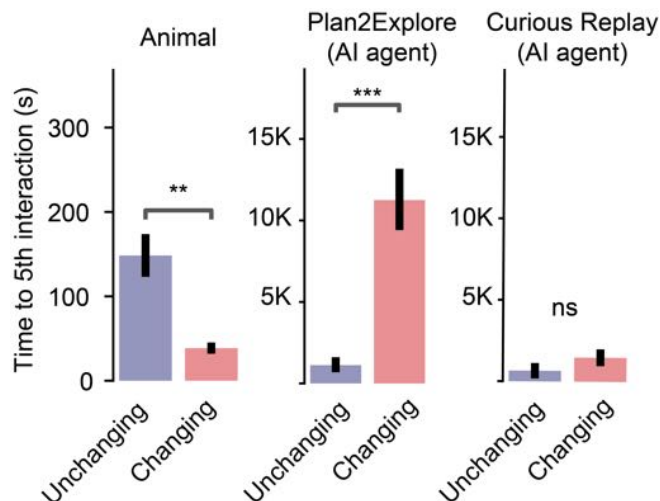 Animal
Plan2Explore
(AI agent)
Curious Replay
(AI agent)
Time to 5th interaction (s)
300
200
100
0
**
Unchanging
Changing
15K
10K
5K
***
Unchanging
Changing
15K
10K
5K
ns
Unchanging
Changing